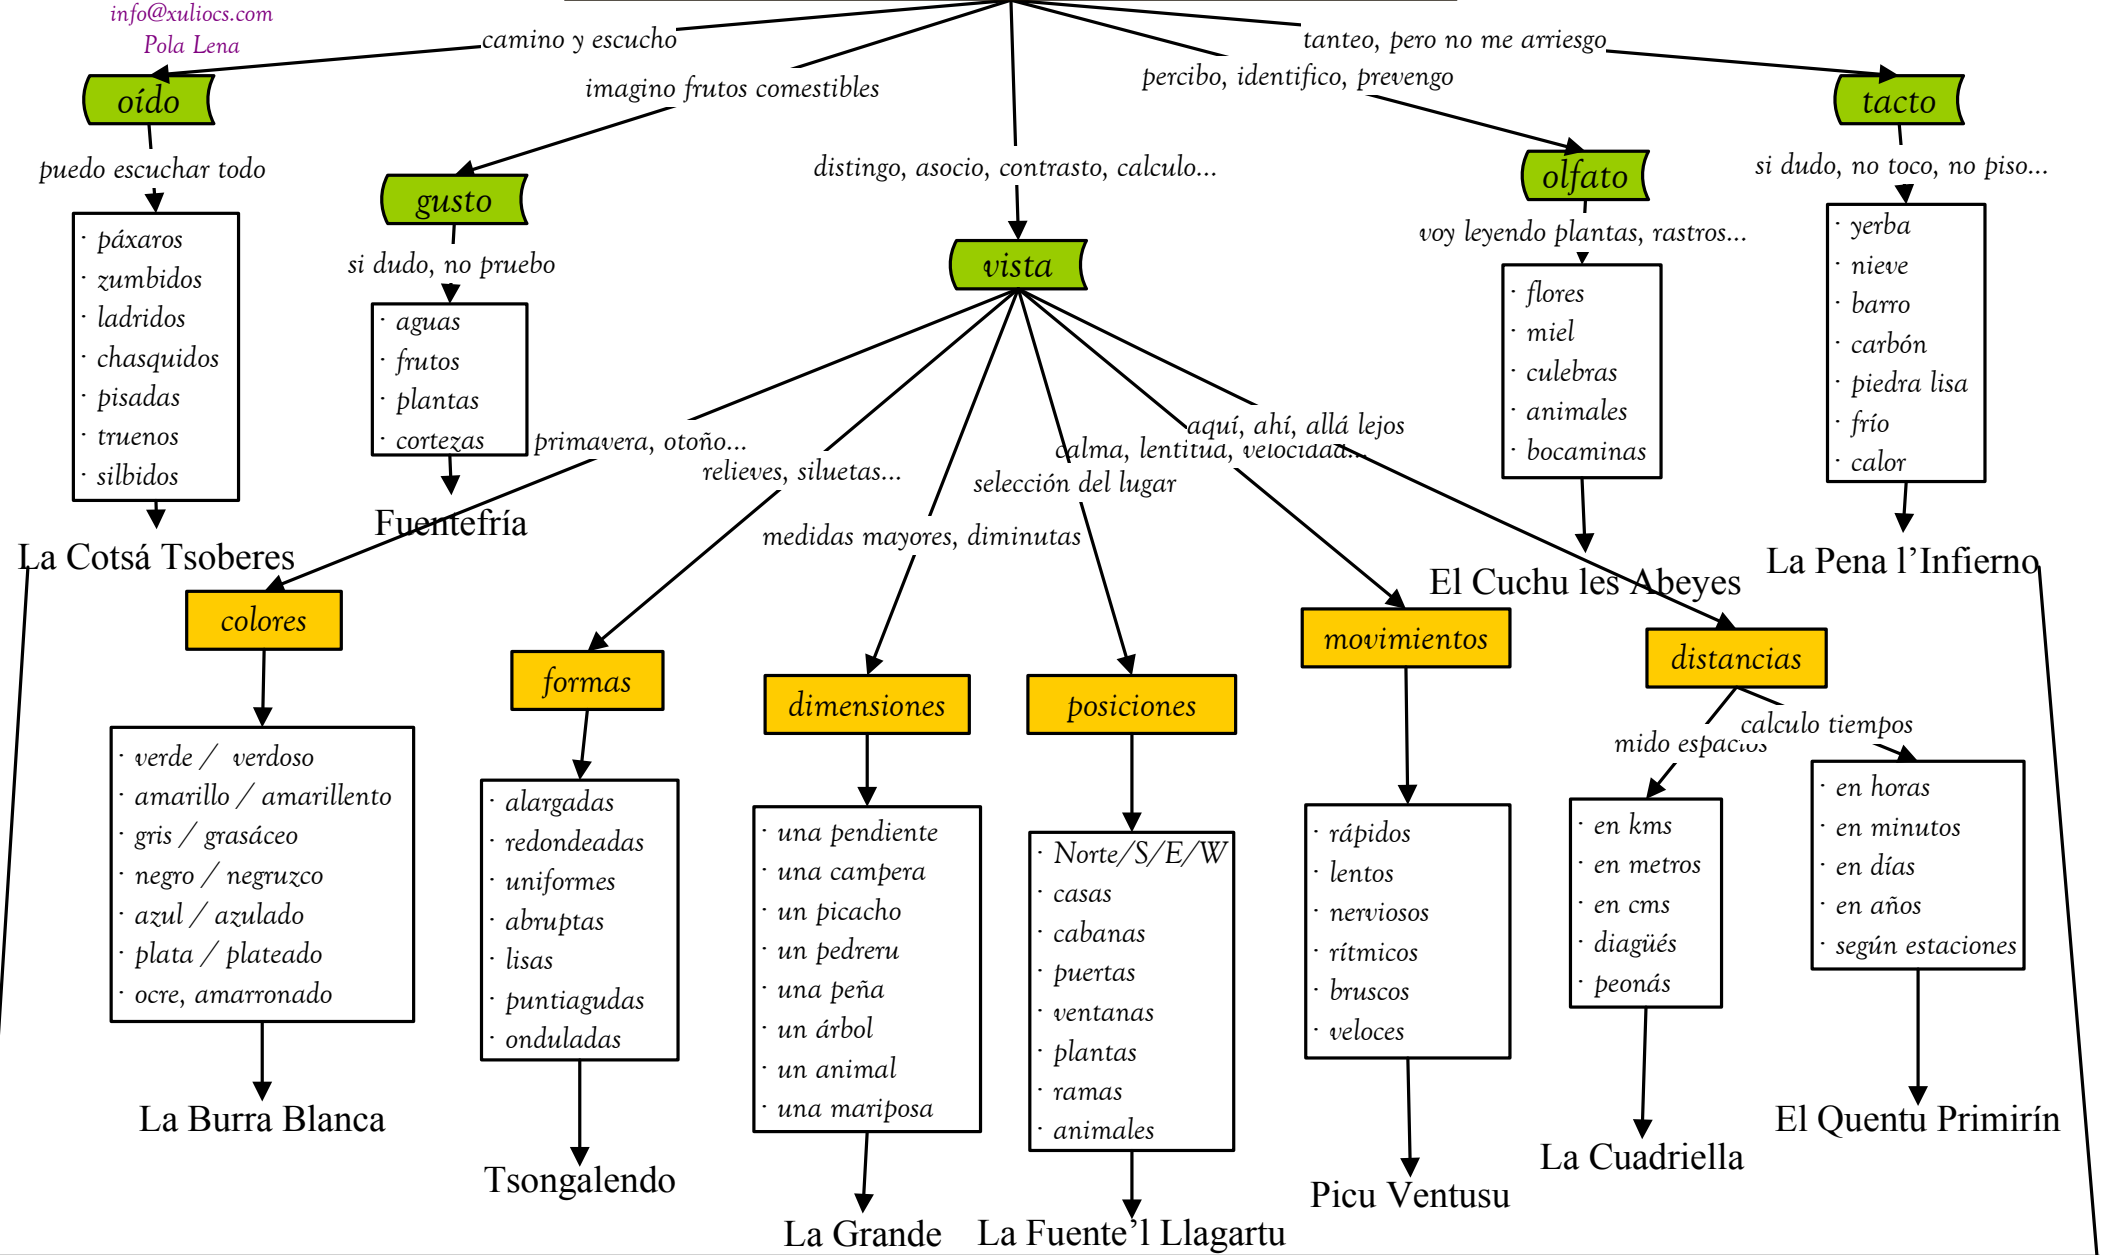 info@xuliocs.com
Pola Lena
camino y escucho
imagino frutos comestibles
distingo, asocio, contrasto, calculo...
percibo, identifico, prevengo
tanteo, pero no me arriesgo
oído
puedo escuchar todo
· páxaros
· zumbidos
· ladridos
· chasquidos
· pisadas
· truenos
· silbidos
La Cotsá Tsoberes
gusto
si dudo, no pruebo
· aguas
· frutos
· plantas
· cortezas
Fuentefría
vista
olfato
voy leyendo plantas, rastros...
· flores
· miel
· culebras
· animales
· bocaminas
El Cuchu les Abeyes
tacto
si dudo, no toco, no piso...
· yerba
· nieve
· barro
· carbón
· piedra lisa
· frío
· calor
La Pena l’Infierno
primavera, otoño...
relieves, siluetas...
medidas mayores, diminutas
selección del lugar
calma, lentitud, velocidad...
aquí, ahí, allá lejos
colores
· verde / verdoso
· amarillo / amarillento
· gris / grasáceo
· negro / negruzco
· azul / azulado
· plata / plateado
· ocre, amarronado
La Burra Blanca
formas
· alargadas
· redondeadas
· uniformes
· abruptas
· lisas
· puntiagudas
· onduladas
Tsongalendo
dimensiones
· una pendiente
· una campera
· un picacho
· un pedreru
· una peña
· un árbol
· un animal
· una mariposa
La Grande
posiciones
· Norte/S/E/W
· casas
· cabanas
· puertas
· ventanas
· plantas
· ramas
· animales
La Fuente’l Llagartu
movimientos
· rápidos
· lentos
· nerviosos
· rítmicos
· bruscos
· veloces
Picu Ventusu
distancias
mido espacios
calculo tiempos
· en kms
· en metros
· en cms
· diagüés
· peonás
La Cuadriella
· en horas
· en minutos
· en días
· en años
· según estaciones
El Quentu Primirín